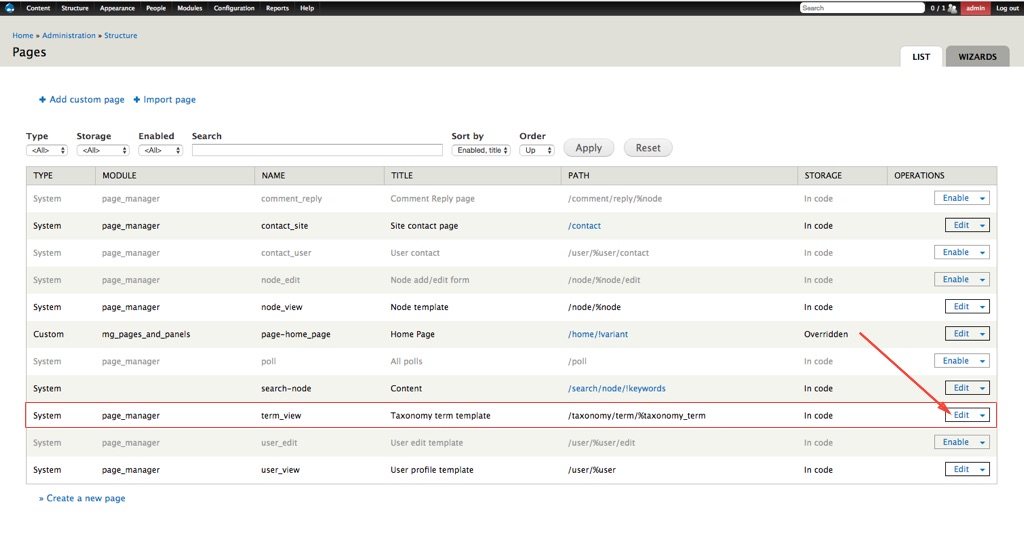 Content Structure Appearance People Modules Configuration Reports Help Search 0 / 1 admin Log out
Home » Administration » Structure
Pages
LIST WIZARDS
+ Add custom page + Import page
Type Storage Enabled Search Sort by Order
<All> <All> <All> Enabled, title Up Apply Reset
TYPE MODULE NAME TITLE PATH STORAGE OPERATIONS
System page_manager comment_reply Comment Reply page /comment/reply/%node In code Enable
System page_manager contact_site Site contact page /contact In code Edit
System page_manager contact_user User contact /user/%user/contact In code Enable
System page_manager node_edit Node add/edit form /node/%node/edit In code Enable
System page_manager node_view Node template /node/%node In code Edit
Custom mg_pages_and_panels page-home_page Home Page /home/!variant Overridden Edit
System page_manager poll All polls /poll In code Enable
System search-node Content /search/node/!keywords In code Edit
System page_manager term_view Taxonomy term template /taxonomy/term/%taxonomy_term In code Edit
System page_manager user_edit User edit template /user/%user/edit In code Enable
System page_manager user_view User profile template /user/%user In code Edit
» Create a new page